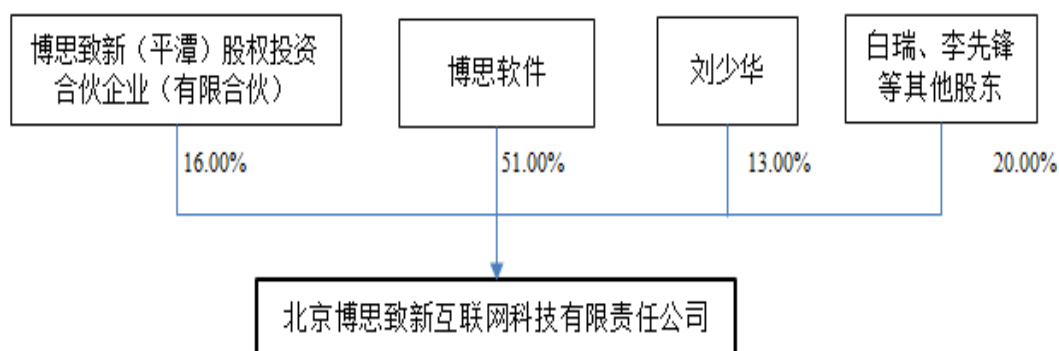 博思致新（平潭）股权投资
合伙企业（有限合伙）
博思软件
刘少华
白瑞、李先锋
等其他股东
16.00%
51.00%
13.00%
20.00%
北京博思致新互联网科技有限责任公司